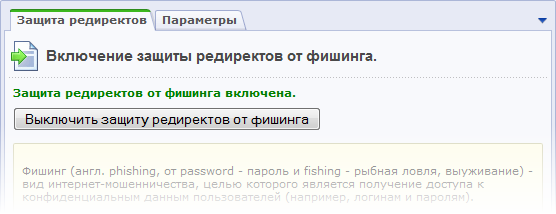 Защита редиректов Параметры
Включение защиты редиректов от фишинга.
Защита редиректов от фишинга включена.
Выключить защиту редиректов от фишинга
Фишинг (англ. phishing, от password - пароль и fishing - рыбная ловля, выуживание) -
вид интернет-мошенничества, целью которого является получение доступа к
конфиденциальным данным пользователей (например, логинам и паролям).